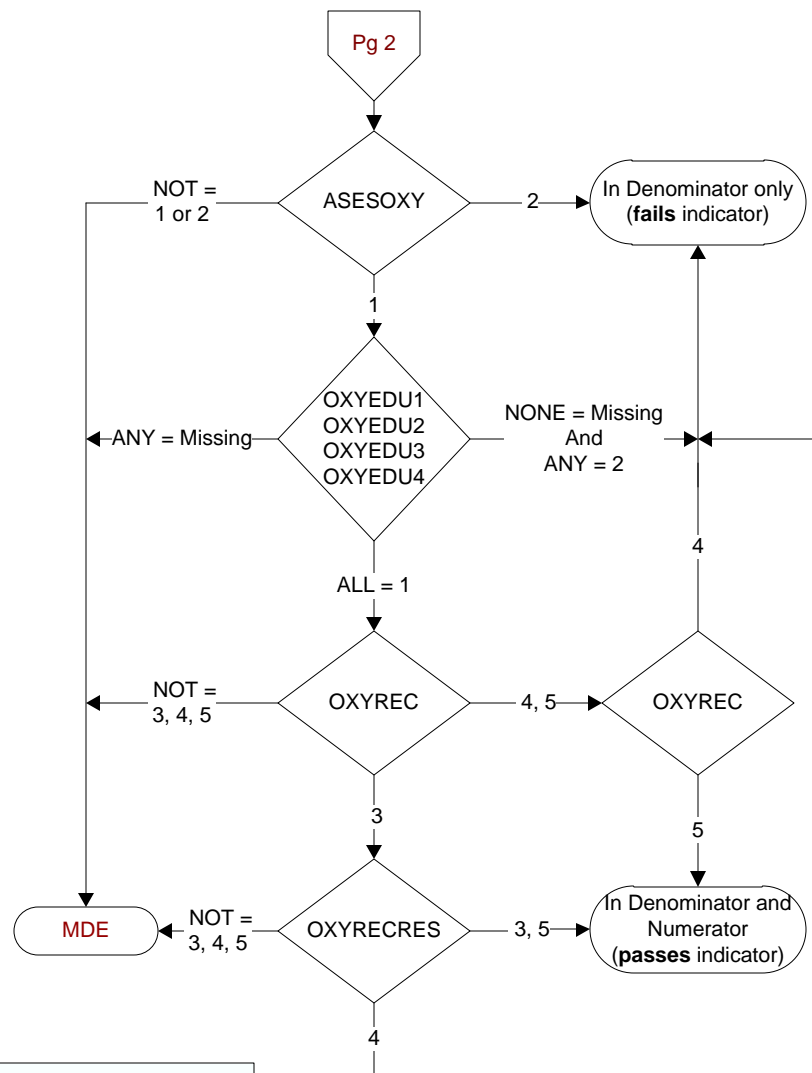 Pg 2
NOT =
1 or 2
ASESOXY
2
In Denominator only
(fails indicator)
1
ANY = Missing
OXYEDU1
OXYEDU2
OXYEDU3
OXYEDU4
NONE = Missing
And
ANY = 2
ALL = 1
4
NOT =
3, 4, 5
OXYREC
4, 5
OXYREC
3
5
MDE
NOT =
3, 4, 5
OXYRECRES
3, 5
In Denominator and
Numerator
(passes indicator)
4